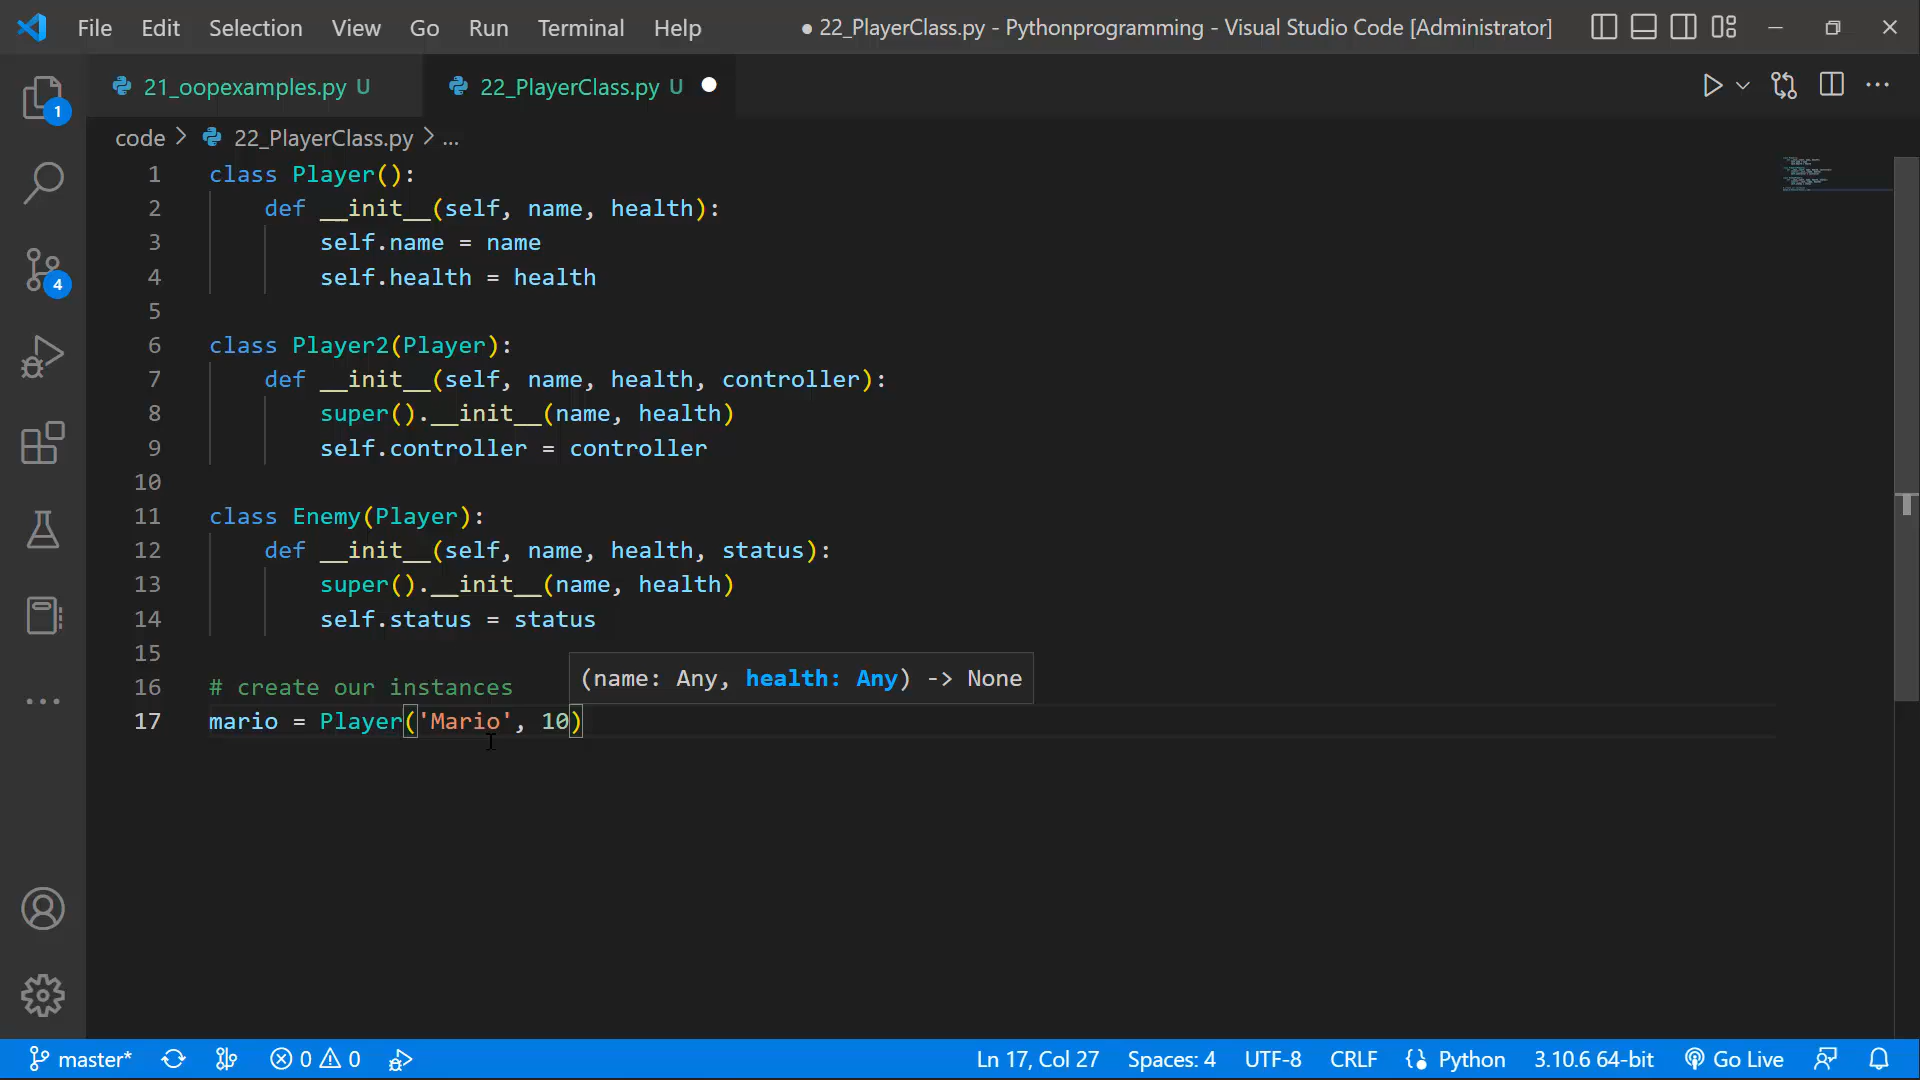 File Edit Selection View Go Run Terminal Help ● 22_PlayerClass.py - Pythonprogramming - Visual Studio Code [Administrator]
21_oopexamples.py U 22_PlayerClass.py U
code > 22_PlayerClass.py > ...
1 class Player():
2 def __init__(self, name, health):
3 self.name = name
4 self.health = health
5
6 class Player2(Player):
7 def __init__(self, name, health, controller):
8 super().__init__(name, health)
9 self.controller = controller
10
11 class Enemy(Player):
12 def __init__(self, name, health, status):
13 super().__init__(name, health)
14 self.status = status
15
(name: Any, health: Any) -> None
16 # create our instances
17 mario = Player('Mario', 10)
1
4
master* 0 0 Ln 17, Col 27 Spaces: 4 UTF-8 CRLF Python 3.10.6 64-bit Go Live